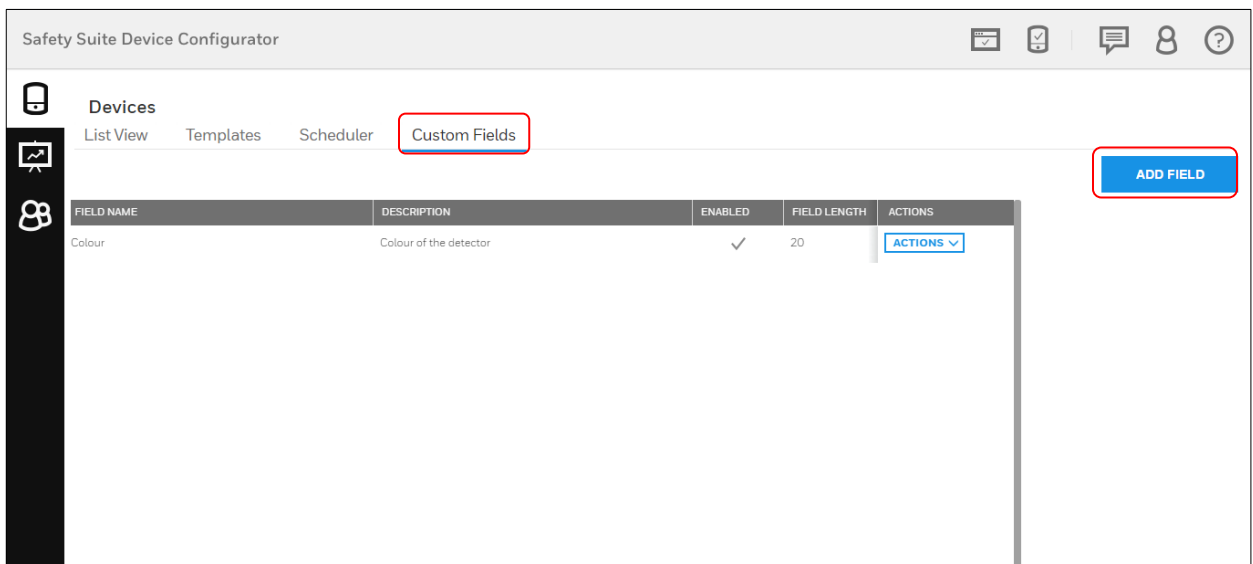 Safety Suite Device Configurator
Devices
List View Templates Scheduler Custom Fields
ADD FIELD
FIELD NAME DESCRIPTION ENABLED FIELD LENGTH ACTIONS
Colour Colour of the detector 20 ACTIONS